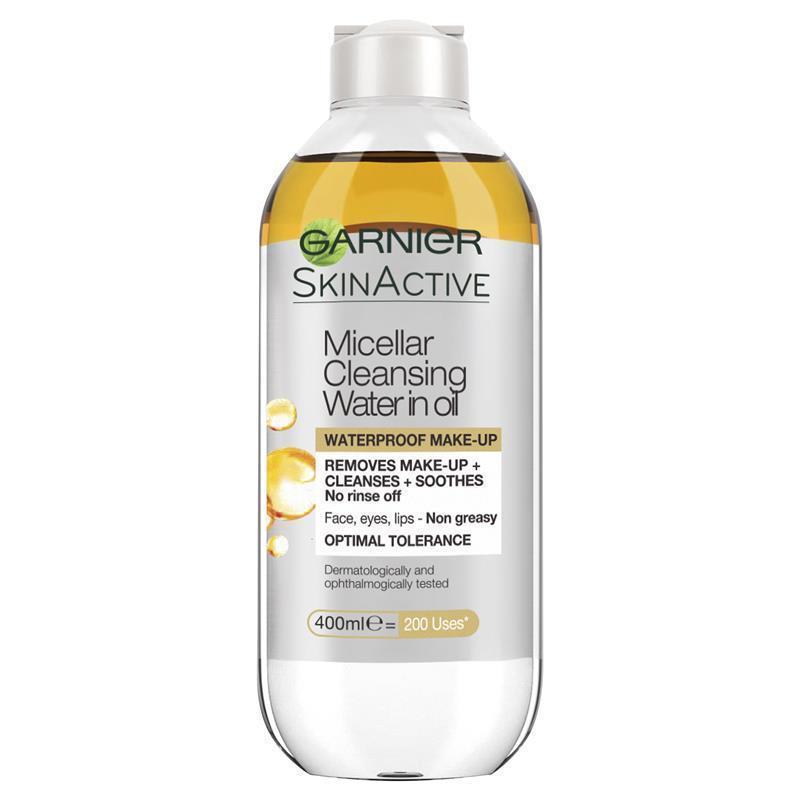 GARNIER
SKINACTIVE
Micellar
Cleansing
Water in oil
WATERPROOF MAKE-UP
REMOVES MAKE-UP +
CLEANSES + SOOTHES
No rinse off
Face, eyes, lips - Non greasy
OPTIMAL TOLERANCE
Dermatologically and
ophthalmogically tested
400ml℮ = 200 Uses*